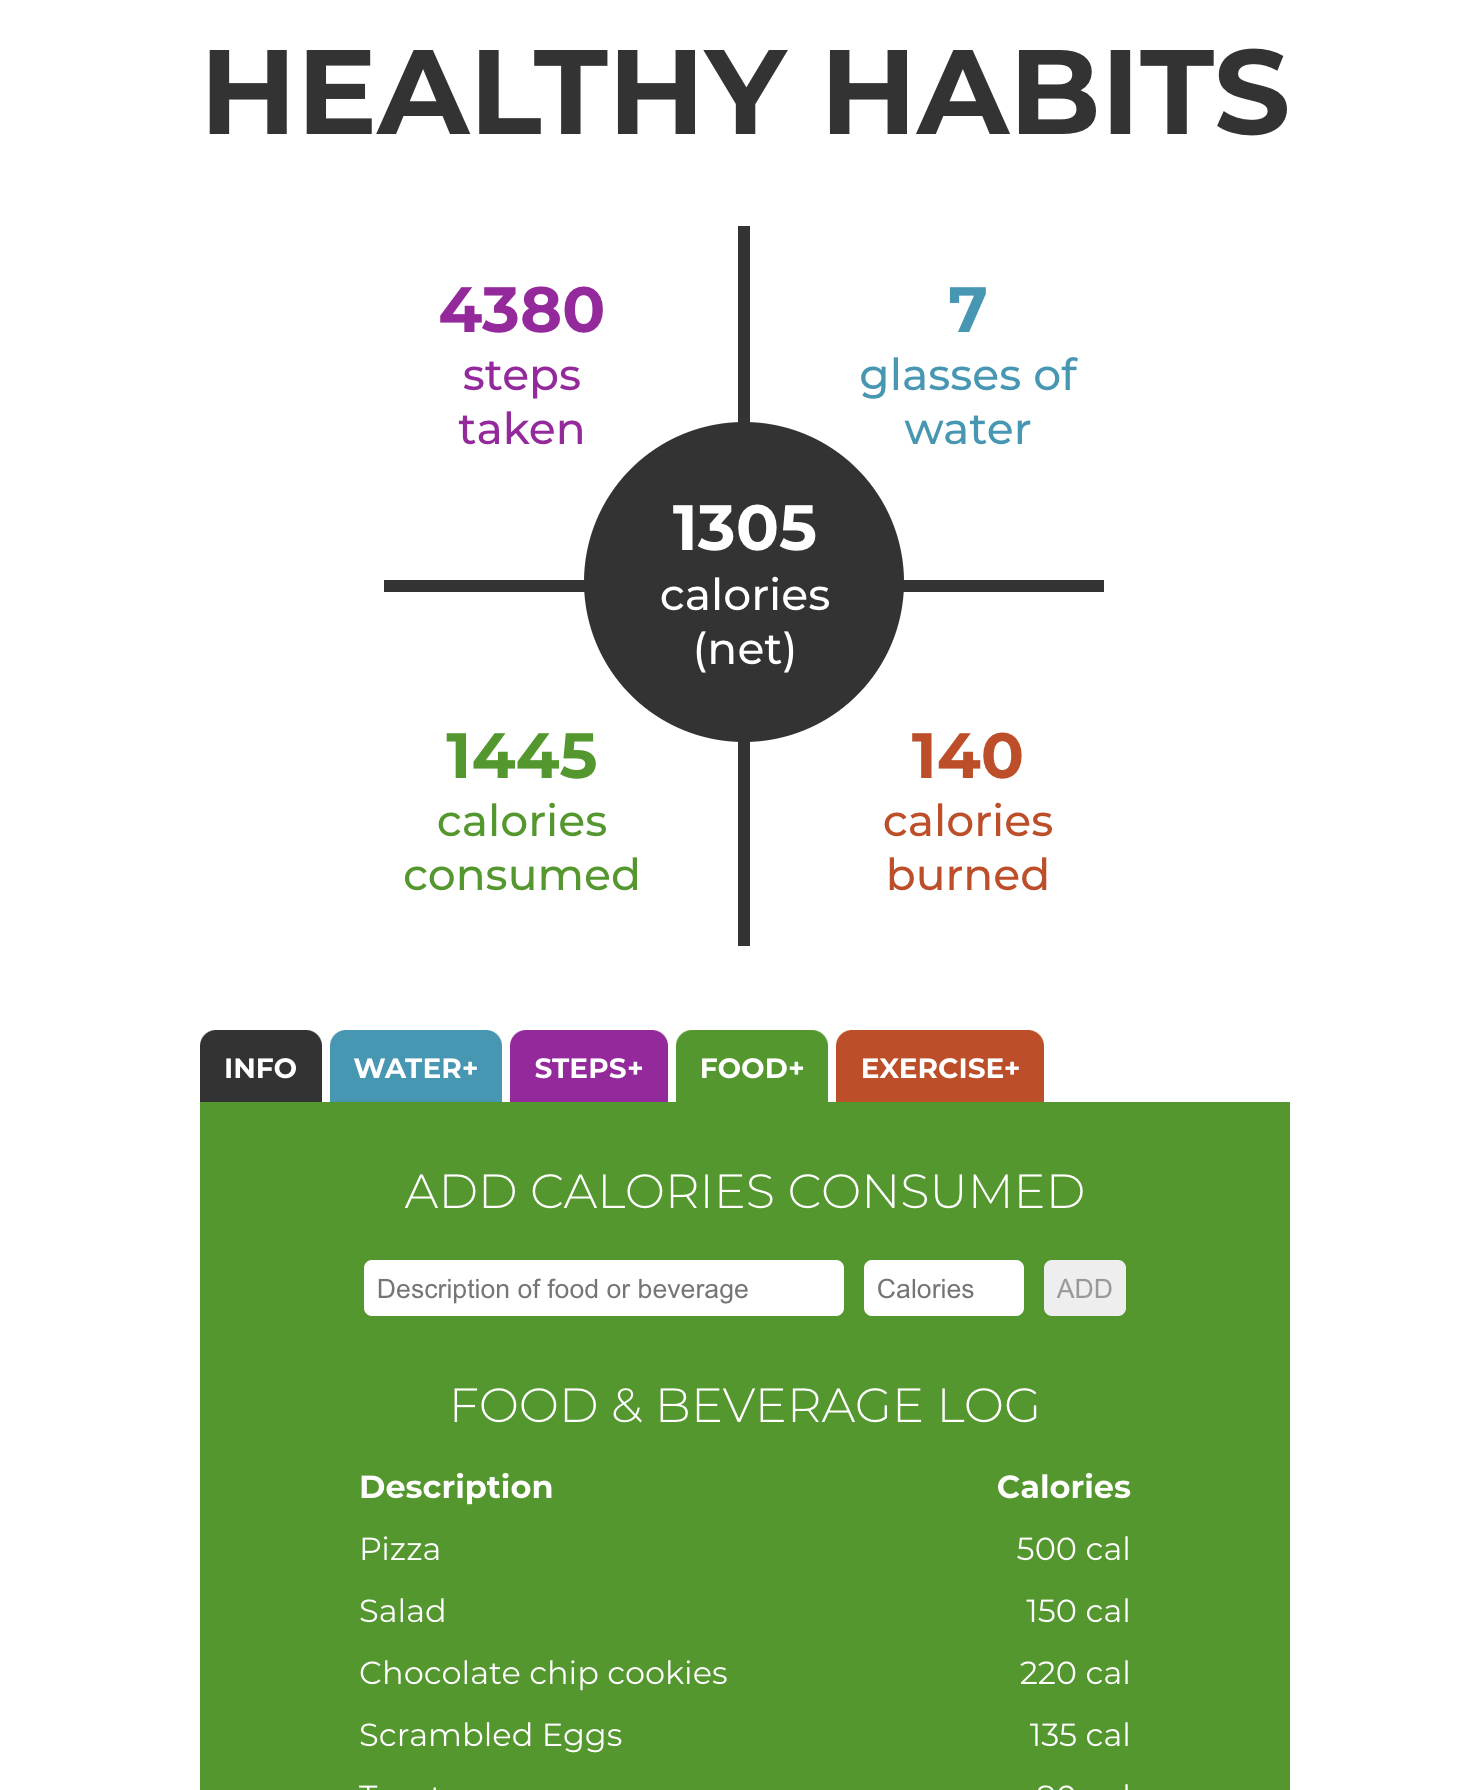 HEALTHY HABITS
4380
steps
taken
7
glasses of
water
1305
calories
(net)
1445
calories
consumed
140
calories
burned
INFO
WATER+
STEPS+
FOOD+
EXERCISE+
ADD CALORIES CONSUMED
Description of food or beverage
Calories
ADD
FOOD & BEVERAGE LOG
Description Calories
Pizza 500 cal
Salad 150 cal
Chocolate chip cookies 220 cal
Scrambled Eggs 135 cal